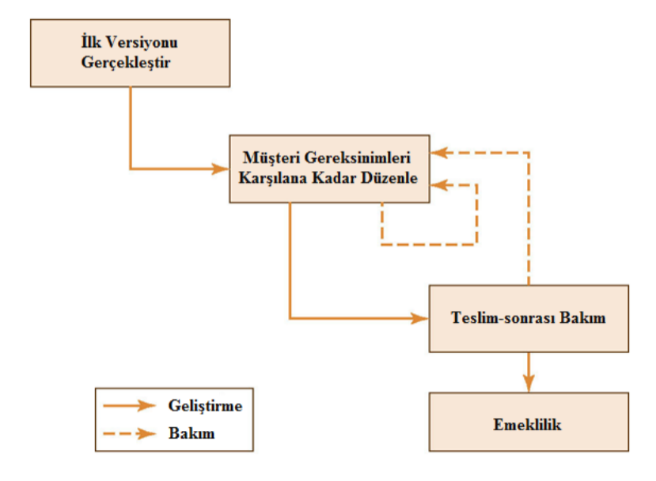 İlk Versiyonu
Gerçekleştir
Müşteri Gereksinimleri
Karşılana Kadar Düzenle
Teslim-sonrası Bakım
Emeklilik
Geliştirme
Bakım